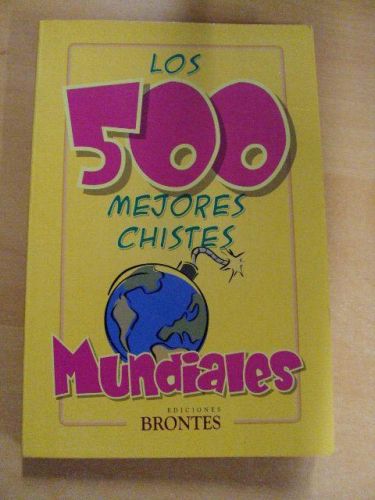 LOS
500
MEJORES
CHISTES
Mundiales
EDICIONES
BRONTES